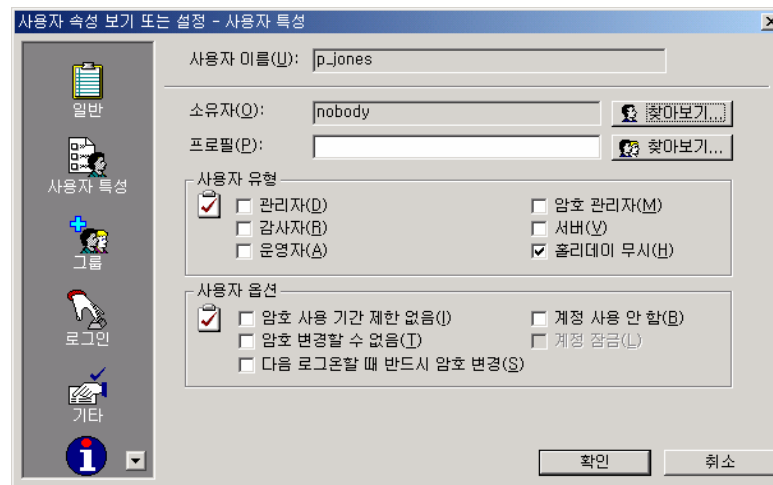 사용자 속성 보기 또는 설정 - 사용자 특성
일반
사용자 특성
그룹
로그인
기타
사용자 이름(U): p_jones
소유자(O): nobody 찾아보기...
프로필(P): 찾아보기...
사용자 유형
관리자(D) 암호 관리자(M)
감사자(R) 서버(V)
운영자(A) 홀리데이 무시(H)
사용자 옵션
암호 사용 기간 제한 없음(I) 계정 사용 안 함(B)
암호 변경할 수 없음(T) 계정 잠금(L)
다음 로그온할 때 반드시 암호 변경(S)
확인 취소